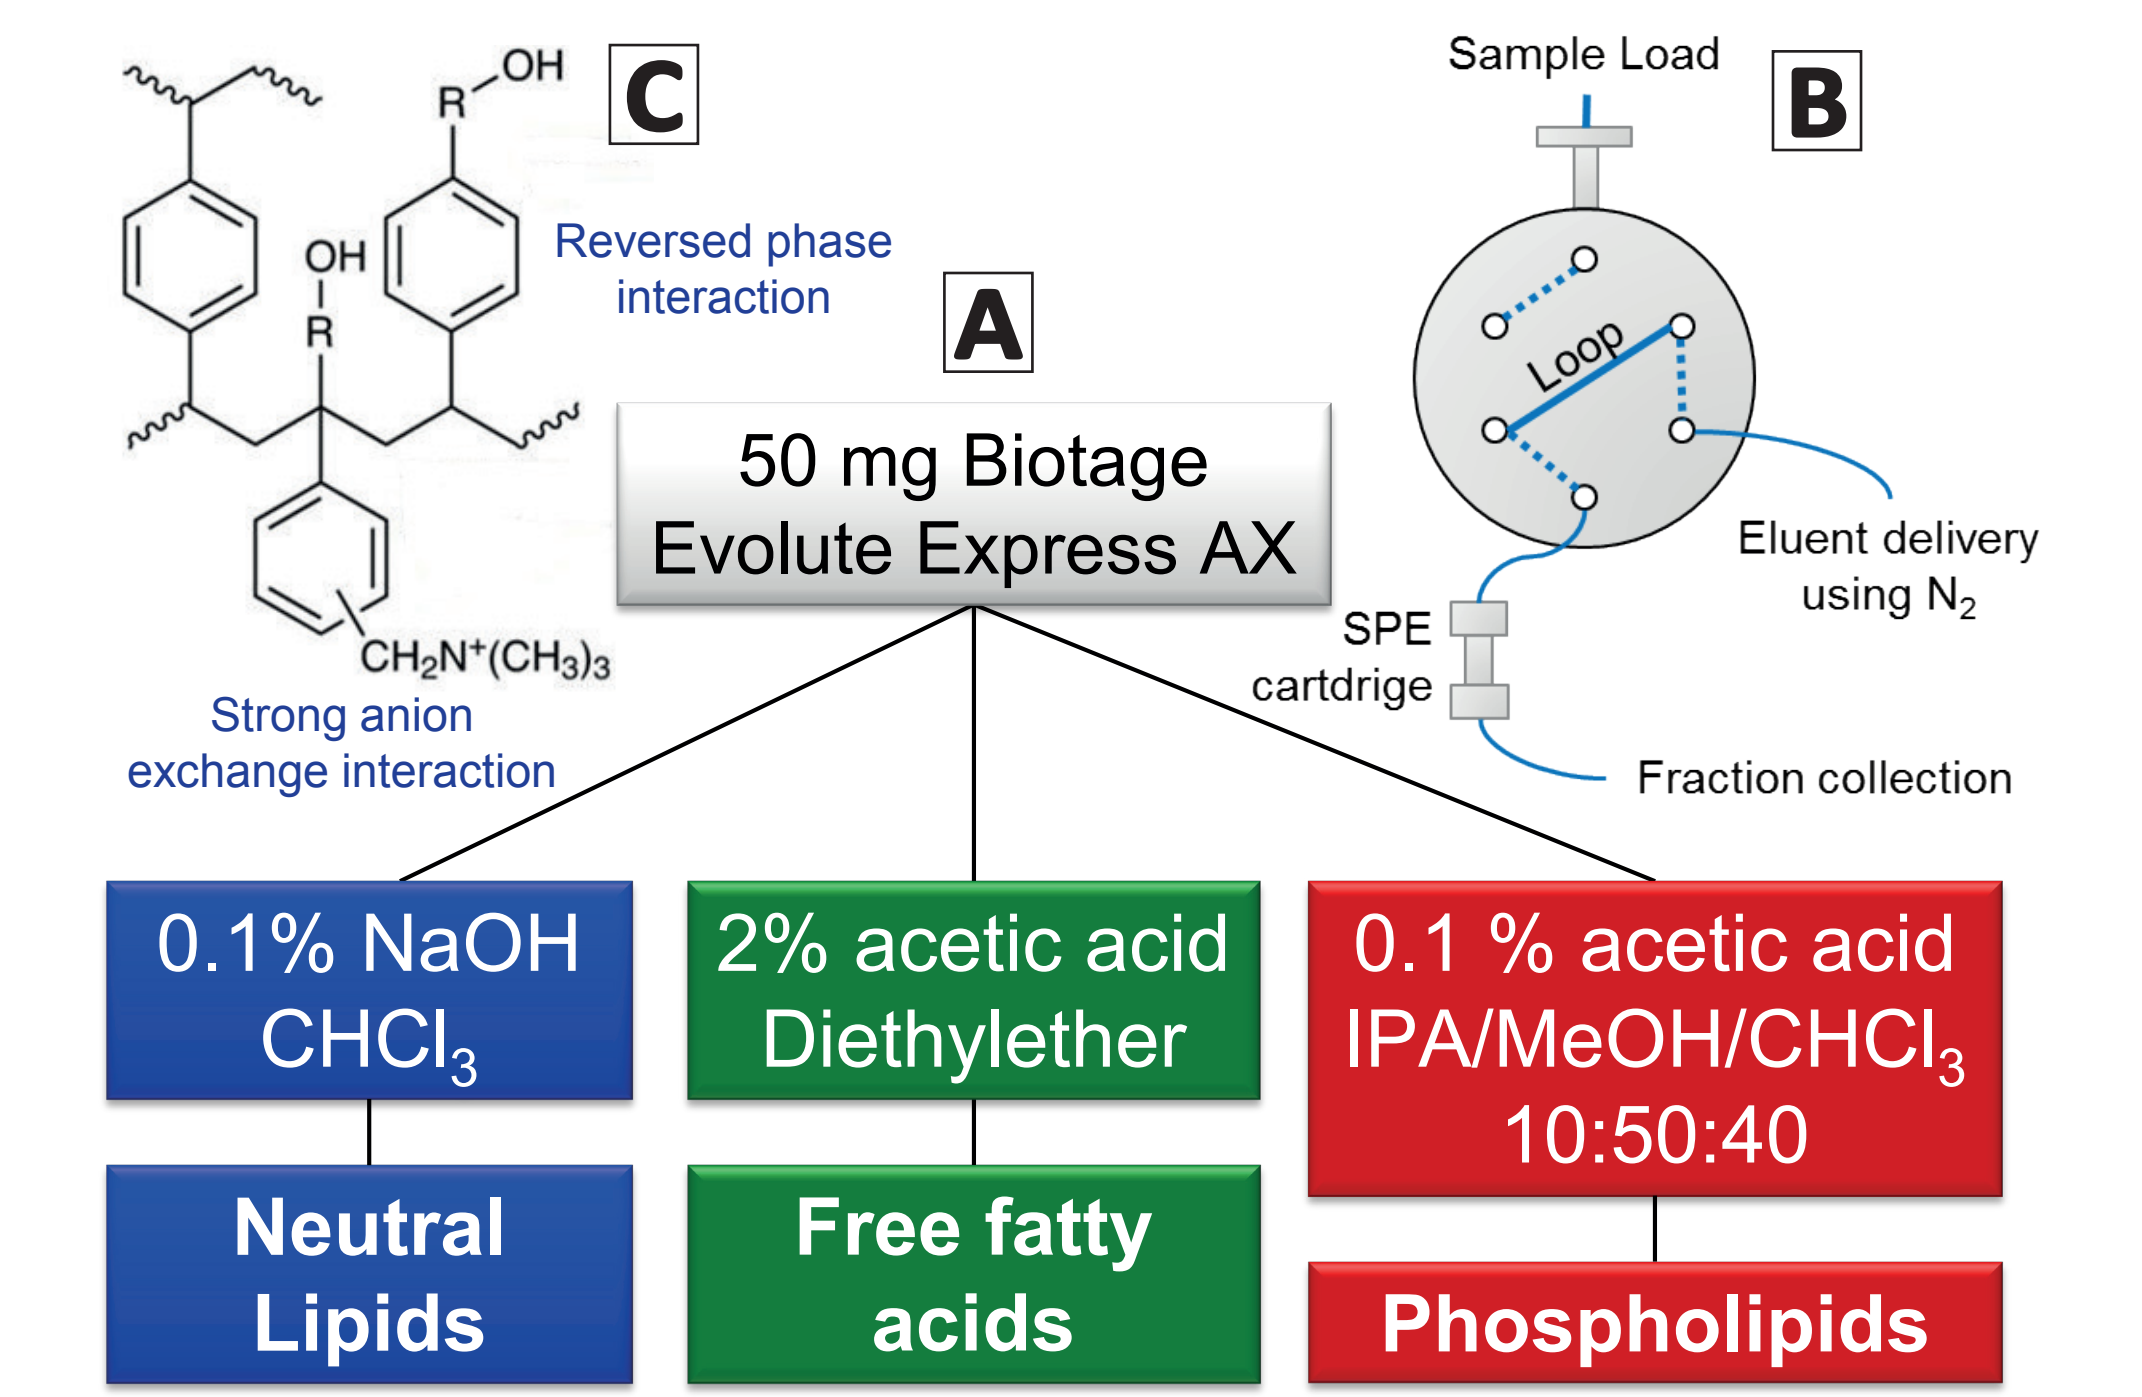 C
OH
R
OH
R
Reversed phase
interaction
CH₂N⁺(CH₃)₃
Strong anion
exchange interaction
A
50 mg Biotage
Evolute Express AX
B
Sample Load
Loop
Eluent delivery
using N₂
SPE
cartdrige
Fraction collection
0.1% NaOH
CHCl₃
Neutral
Lipids
2% acetic acid
Diethylether
Free fatty
acids
0.1 % acetic acid
IPA/MeOH/CHCl₃
10:50:40
Phospholipids